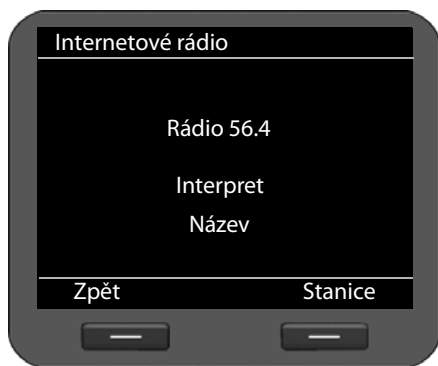 Internetové rádio
Rádio 56.4
Interpret
Název
Zpět Stanice